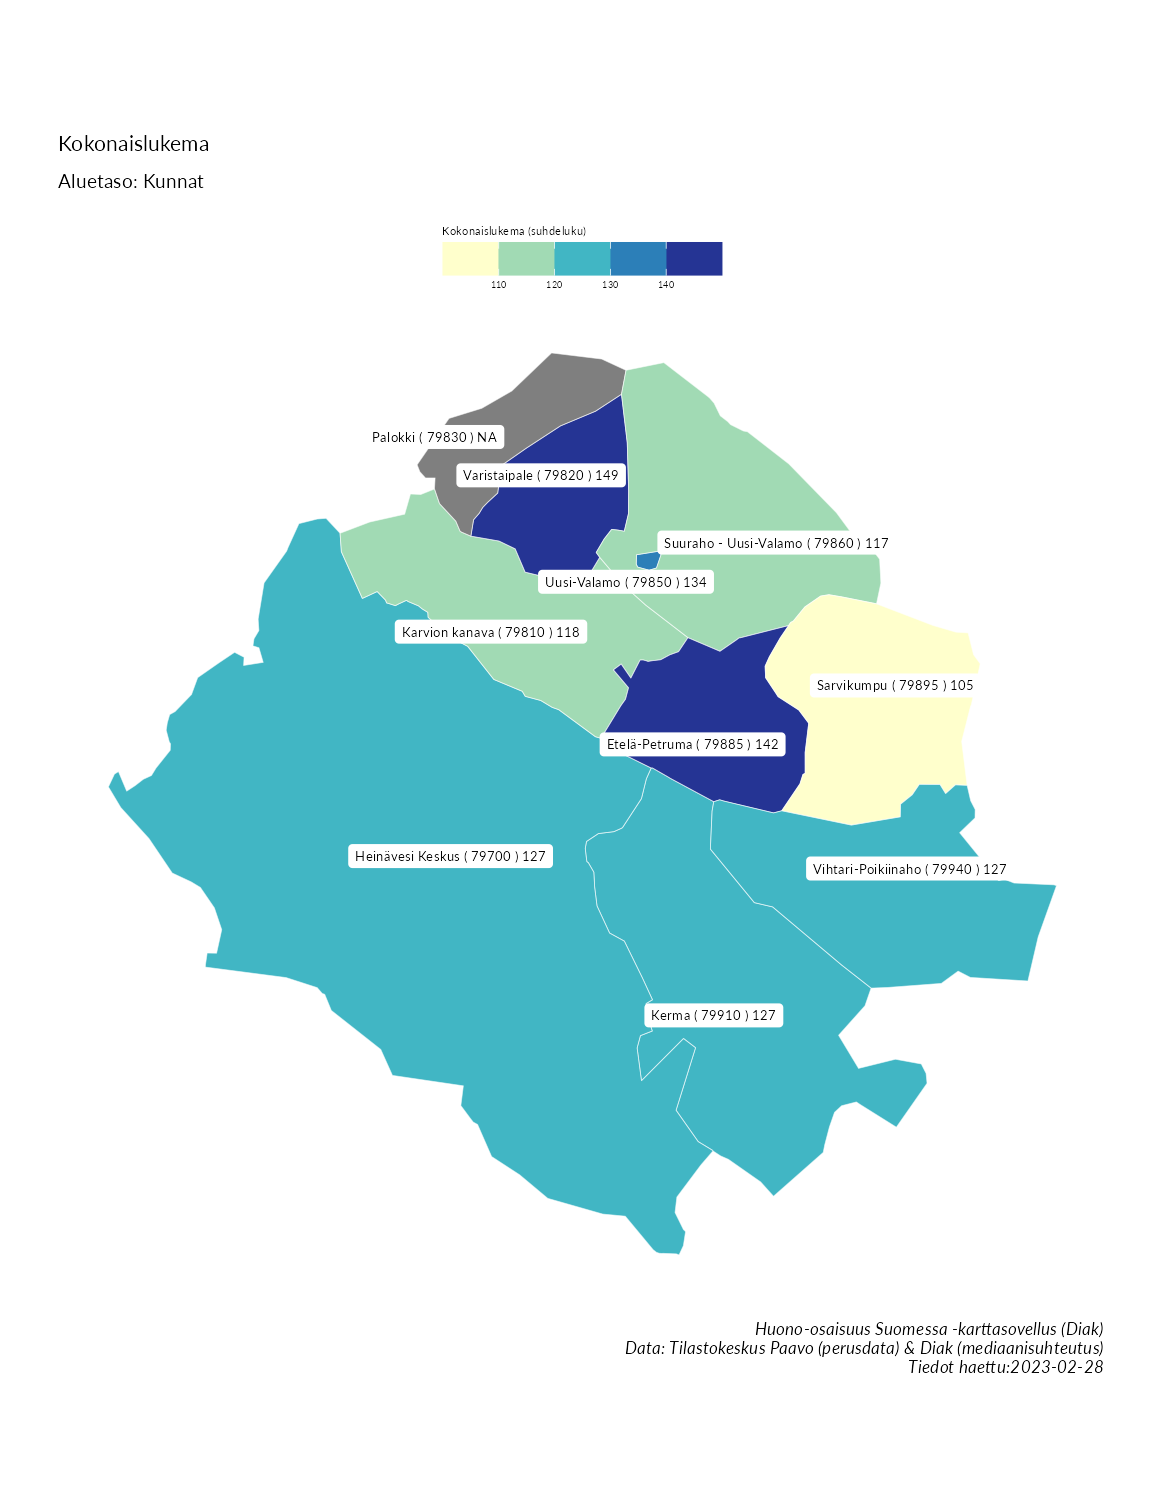 Kokonaislukema
Aluetaso: Kunnat
Kokonaislukema (suhdeluku)
110 120 130 140
Palokki ( 79830 ) NA
Varistaipale ( 79820 ) 149
Suuraho - Uusi-Valamo ( 79860 ) 117
Uusi-Valamo ( 79850 ) 134
Karvion kanava ( 79810 ) 118
Sarvikumpu ( 79895 ) 105
Etelä-Petruma ( 79885 ) 142
Heinävesi Keskus ( 79700 ) 127
Vihtari-Poikiinaho ( 79940 ) 127
Kerma ( 79910 ) 127
Huono-osaisuus Suomessa -karttasovellus (Diak)
Data: Tilastokeskus Paavo (perusdata) & Diak (mediaanisuhteutus)
Tiedot haettu:2023-02-28